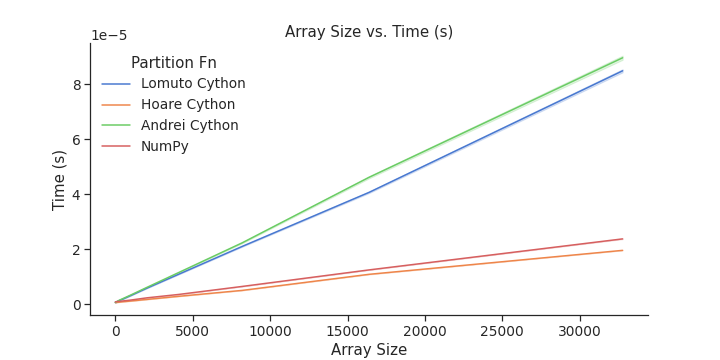 Array Size vs. Time (s)
1e−5
Partition Fn
Lomuto Cython
Hoare Cython
Andrei Cython
NumPy
8
6
4
2
0
Time (s)
0 5000 10000 15000 20000 25000 30000
Array Size